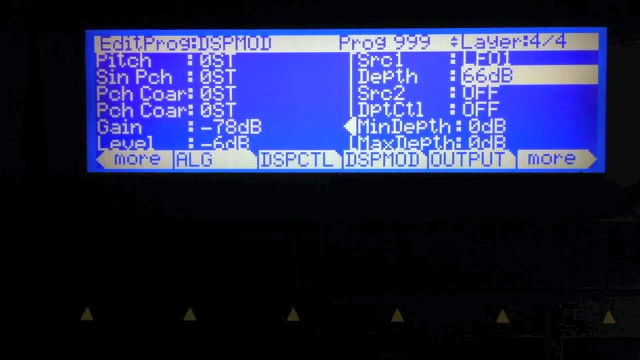 EditProg:DSPMOD Prog 999 Layer:4/4
Pitch :0ST Src1 :LFO1
Sin Pch:0ST Depth :66dB
Pch Coar:0ST Src2 :OFF
Pch Coar:0ST DptCtl :OFF
Gain :-78dB MinDepth:0dB
Level :-6dB MaxDepth:0dB
more ALG DSPCTL DSPMOD OUTPUT more